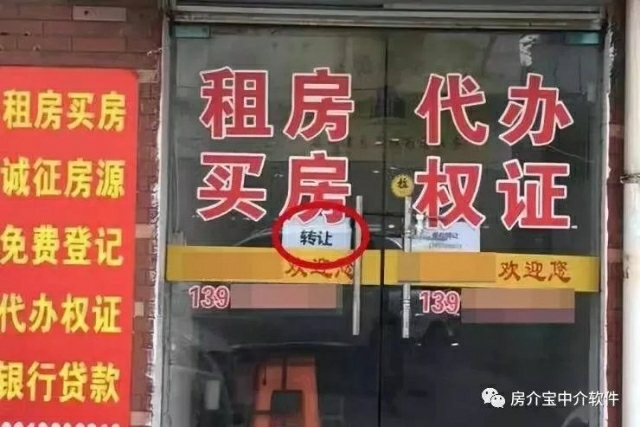 租房买房
诚征房源
免费登记
代办权证
银行贷款
租房
买房
代办
权证
拉
转让
欢迎您
欢迎您
139
139
房介宝中介软件